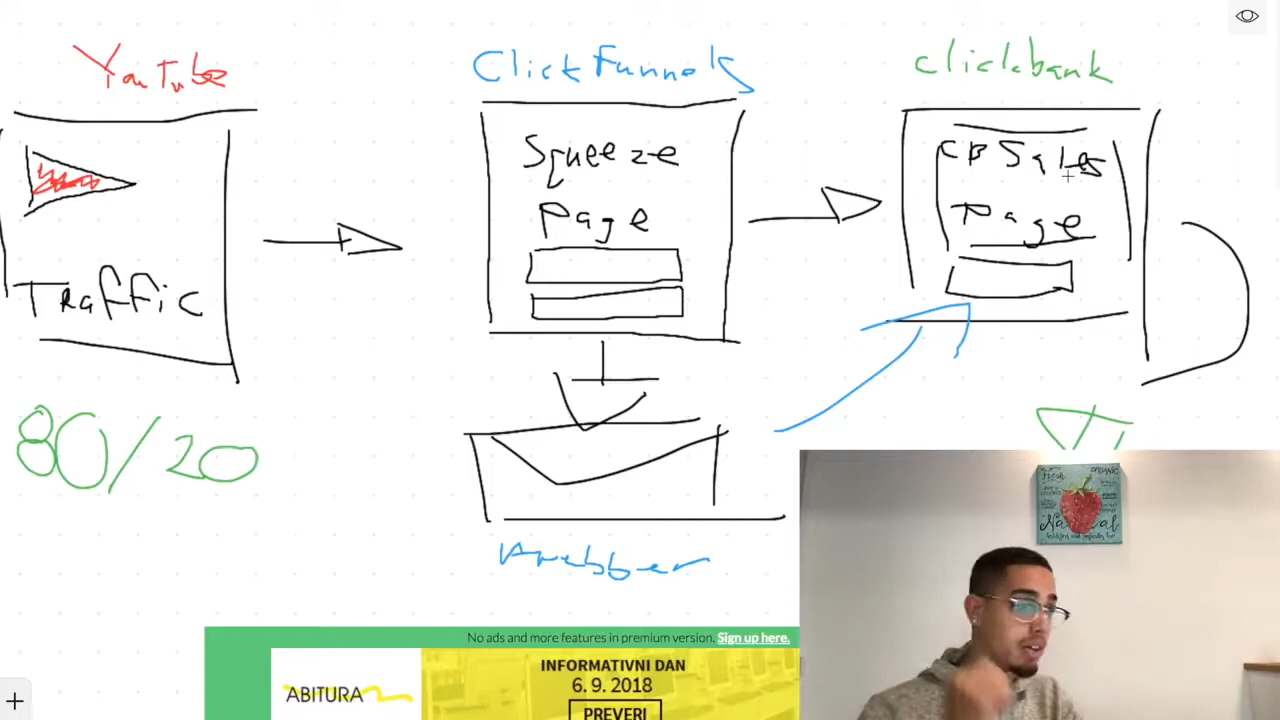 YouTube
Traffic
80/20
ClickFunnels
Squeeze
Page
clickbank
CB Sales
Page
No ads and more features in premium version. Sign up here.
ABITURA
INFORMATIVNI DAN
6. 9. 2018
PREVERI